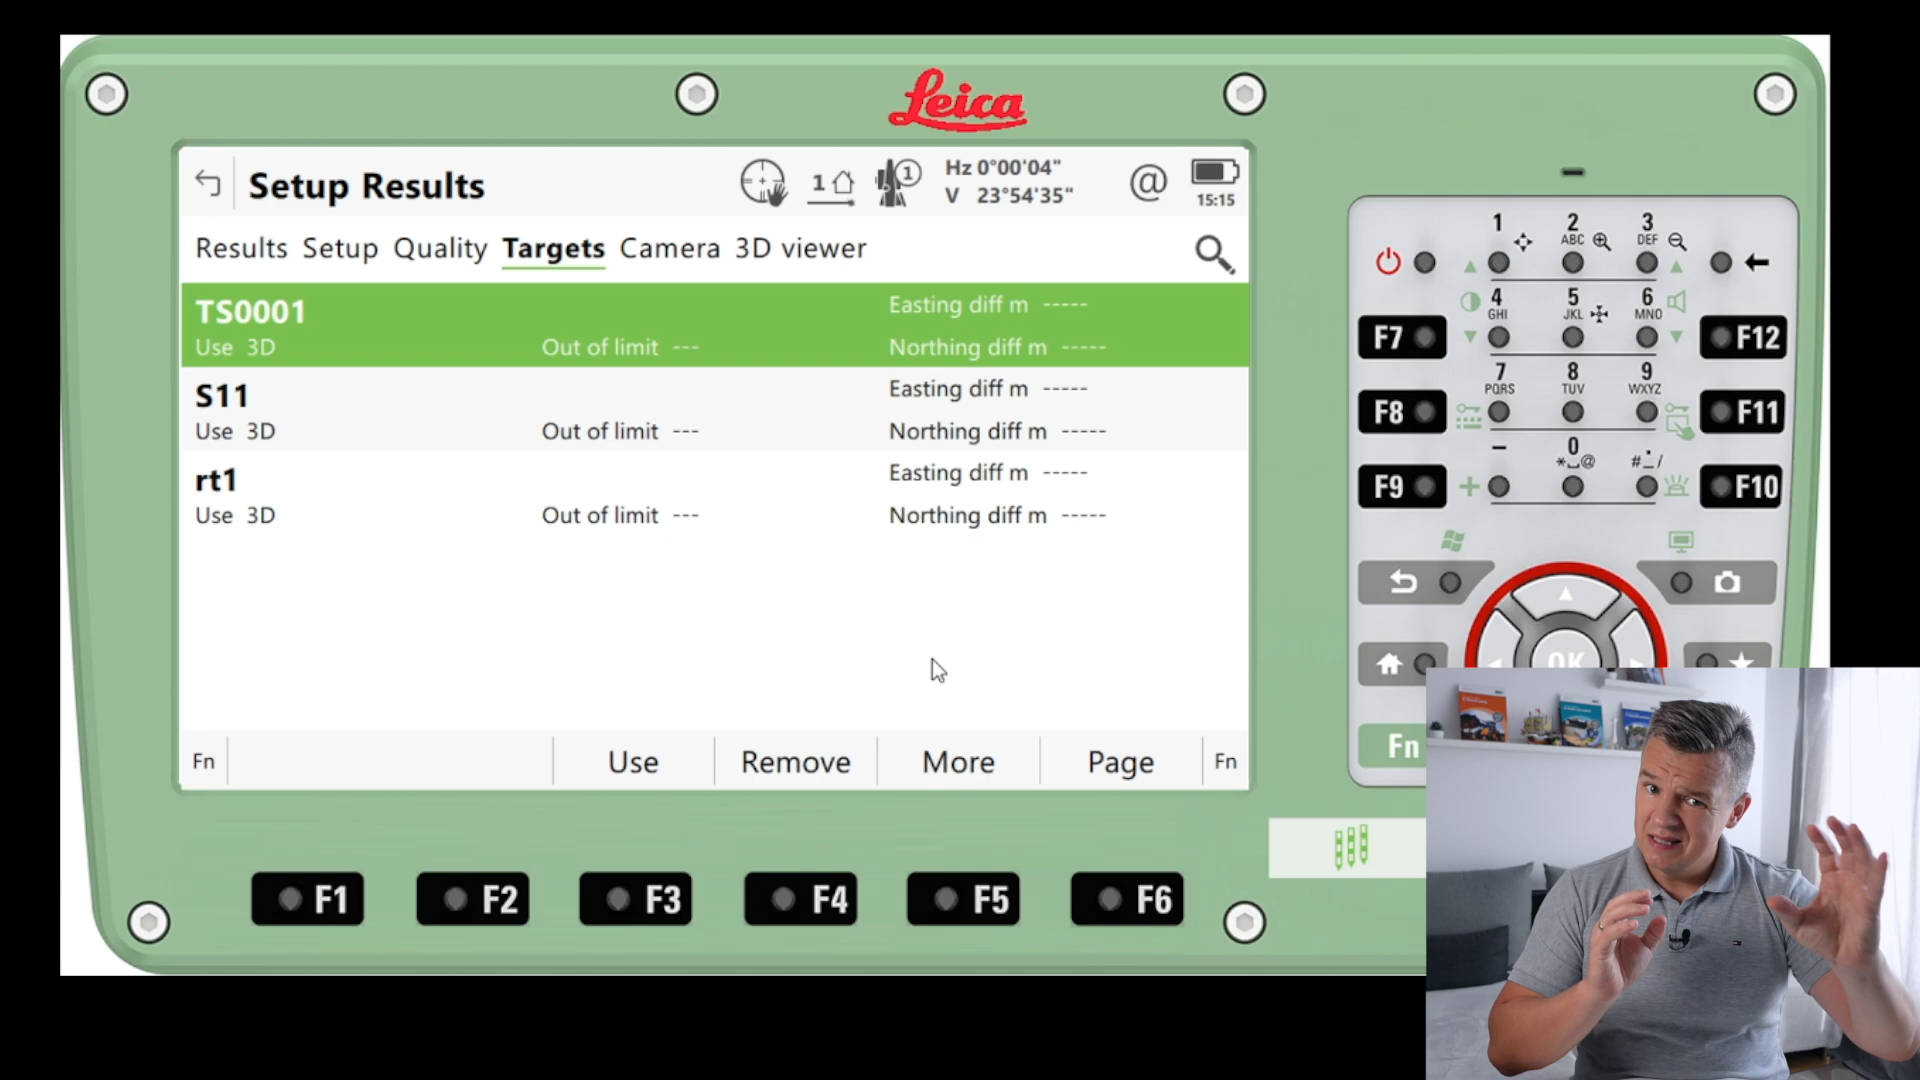 Leica
Setup Results
1
1
Hz 0°00'04"
V 23°54'35"
@
15:15
Results Setup Quality Targets Camera 3D viewer
TS0001
Use 3D
Out of limit ---
Easting diff m -----
Northing diff m -----
S11
Use 3D
Out of limit ---
Easting diff m -----
Northing diff m -----
rt1
Use 3D
Out of limit ---
Easting diff m -----
Northing diff m -----
Fn
Use
Remove
More
Page
Fn
F1
F2
F3
F4
F5
F6
1
2
ABC
3
DEF
F7
4
GHI
5
JKL
6
MNO
F12
F8
7
PQRS
8
TUV
9
WXYZ
F11
F9
0
*␣@
#_./
F10
OK
Fn